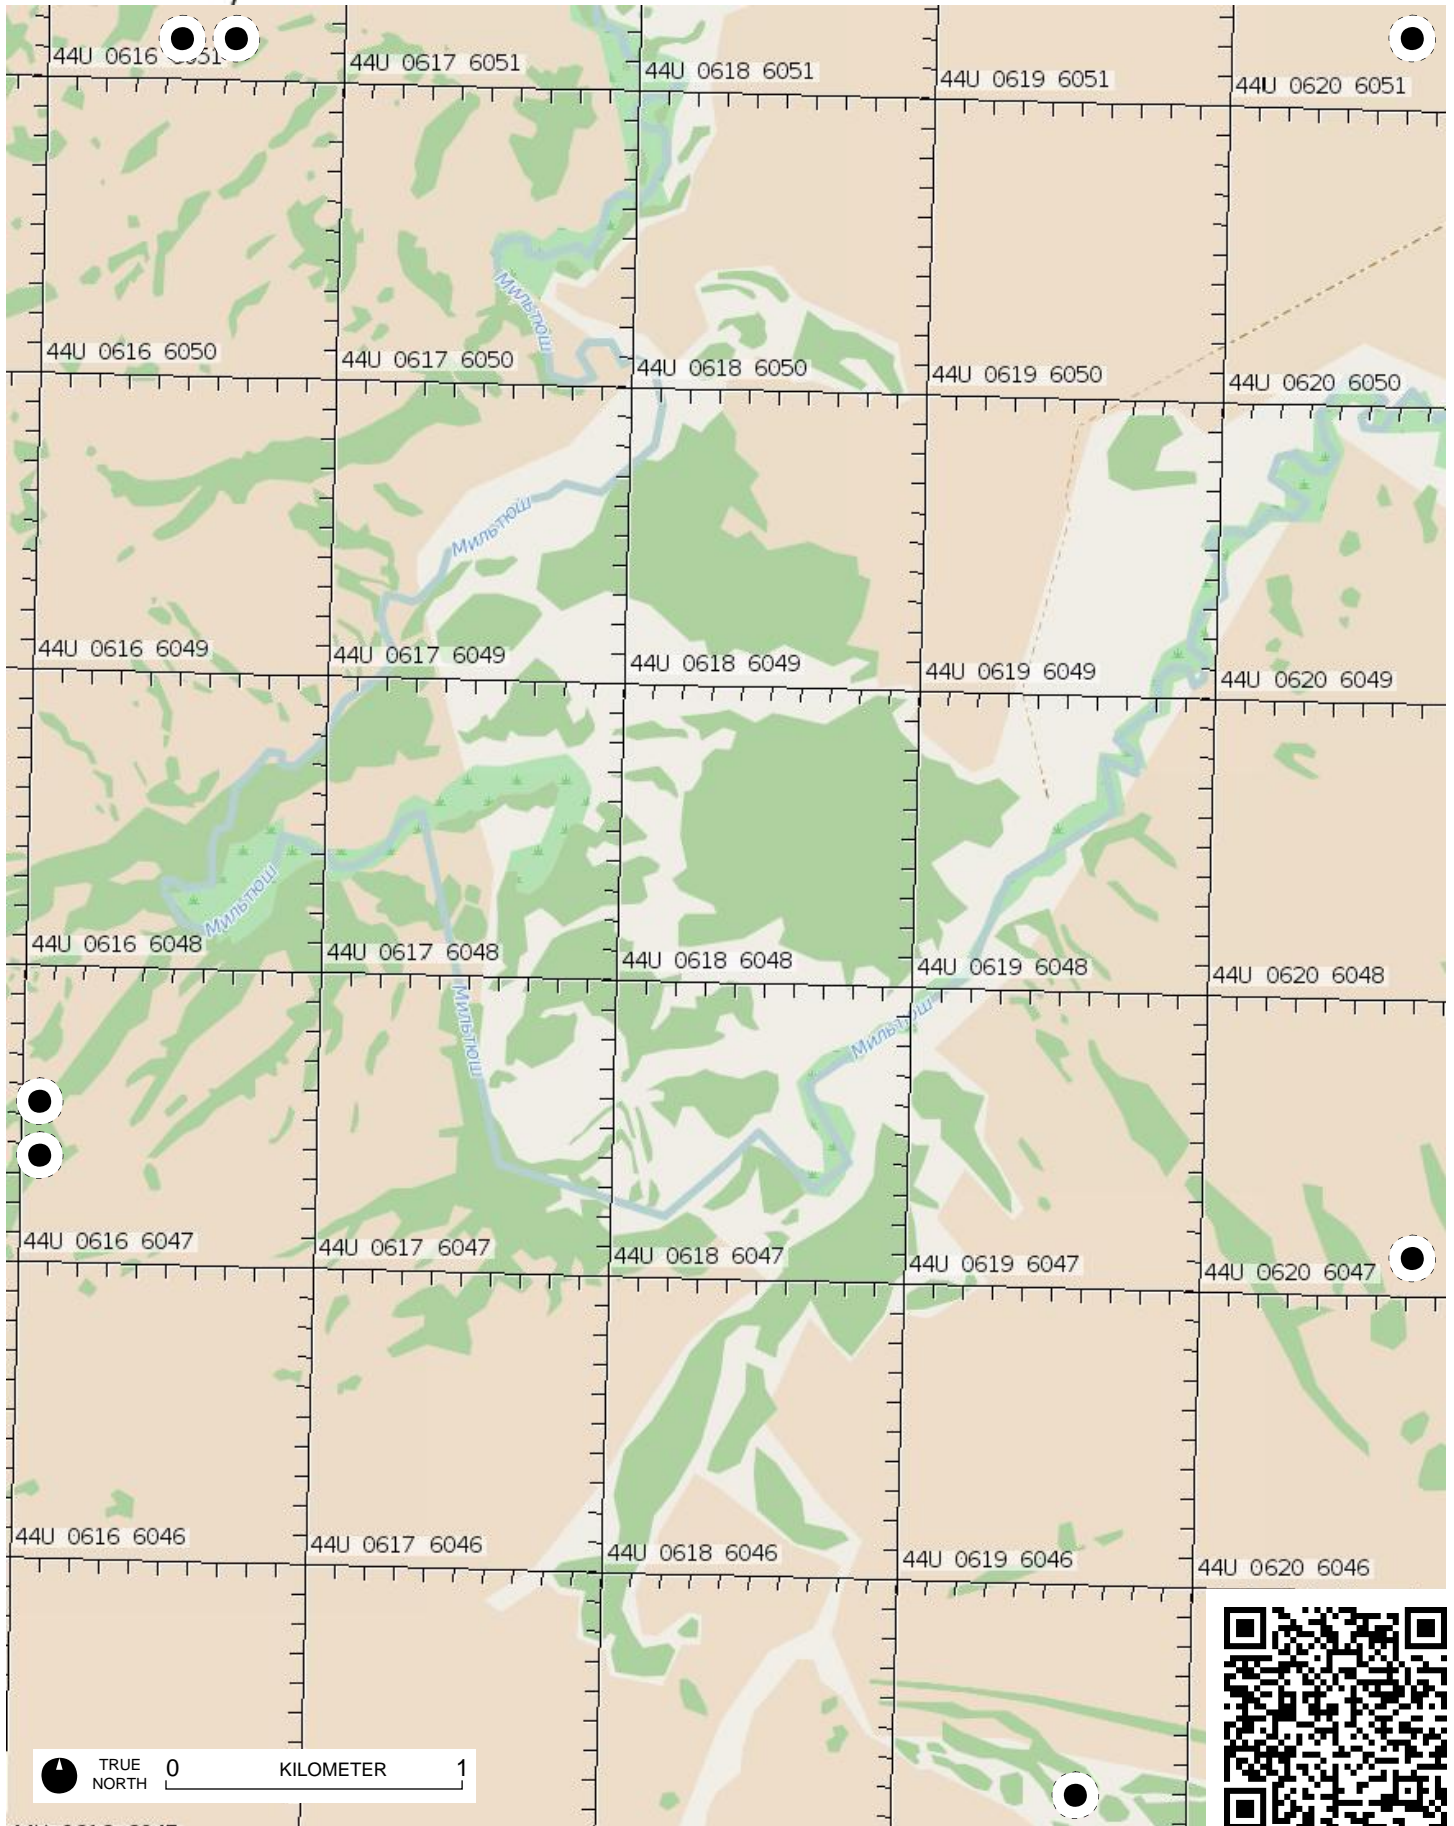 44U 0616 6051
44U 0617 6051
44U 0618 6051
44U 0619 6051
44U 0620 6051
Мильтюш
44U 0616 6050
44U 0617 6050
44U 0618 6050
44U 0619 6050
44U 0620 6050
Мильтюш
44U 0616 6049
44U 0617 6049
44U 0618 6049
44U 0619 6049
44U 0620 6049
Мильтюш
44U 0616 6048
44U 0617 6048
44U 0618 6048
44U 0619 6048
44U 0620 6048
Мильтюш
Мильтюш
44U 0616 6047
44U 0617 6047
44U 0618 6047
44U 0619 6047
44U 0620 6047
44U 0616 6046
44U 0617 6046
44U 0618 6046
44U 0619 6046
44U 0620 6046
TRUE NORTH
0 KILOMETER 1